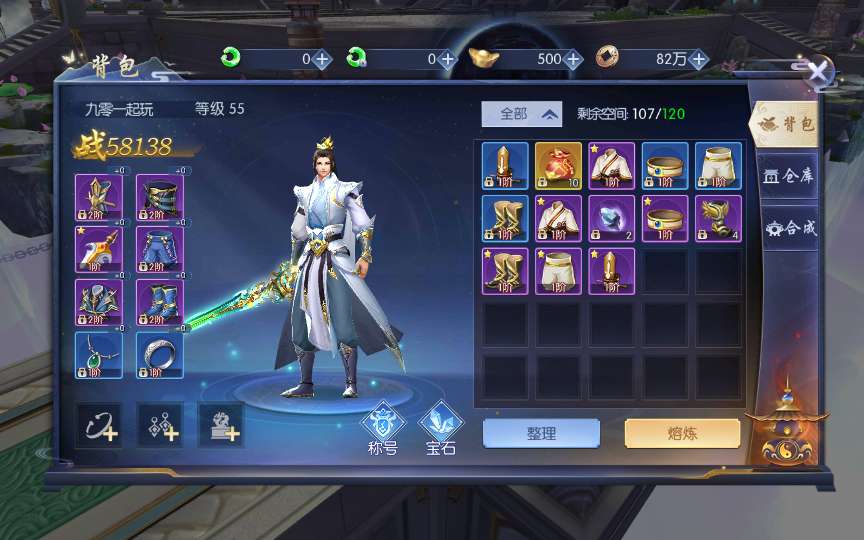 背包
0
0
500
82万
九零一起玩 等级 55
战58138
+0 +0
2阶 2阶
+0 +0
1阶 2阶
+0 +0
2阶 2阶
+0 +0
1阶 1阶
称号 宝石
全部 剩余空间: 107/120
1阶 10 1阶 1阶 1阶
1阶 1阶 2 1阶 4
1阶 1阶 1阶
整理 熔炼
背包
仓库
合成